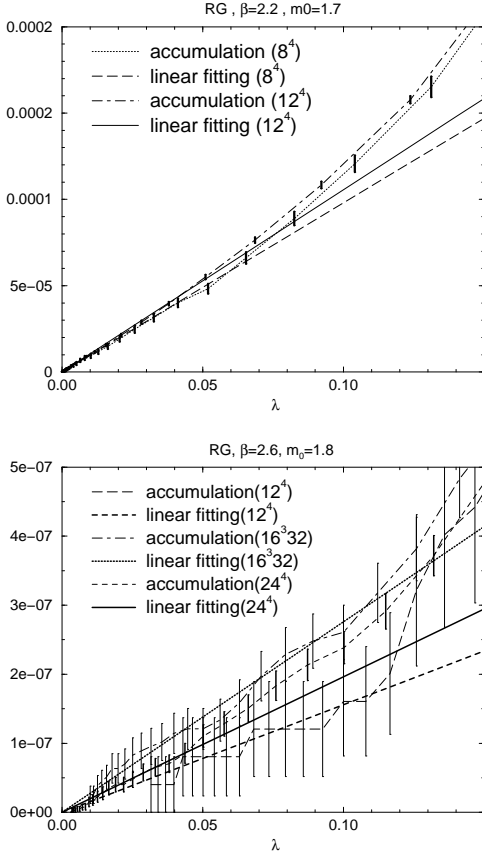 RG , β=2.2 , m0=1.7
0.0002
accumulation (8⁴)
linear fitting (8⁴)
accumulation (12⁴)
linear fitting (12⁴)
0.0002
0.0001
5e−05
0
0.00
0.05
0.10
λ
RG, β=2.6, m₀=1.8
5e−07
accumulation(12⁴)
linear fitting(12⁴)
accumulation(16³32)
linear fitting(16³32)
accumulation(24⁴)
linear fitting(24⁴)
4e−07
3e−07
2e−07
1e−07
0e+00
0.00
0.05
0.10
λ